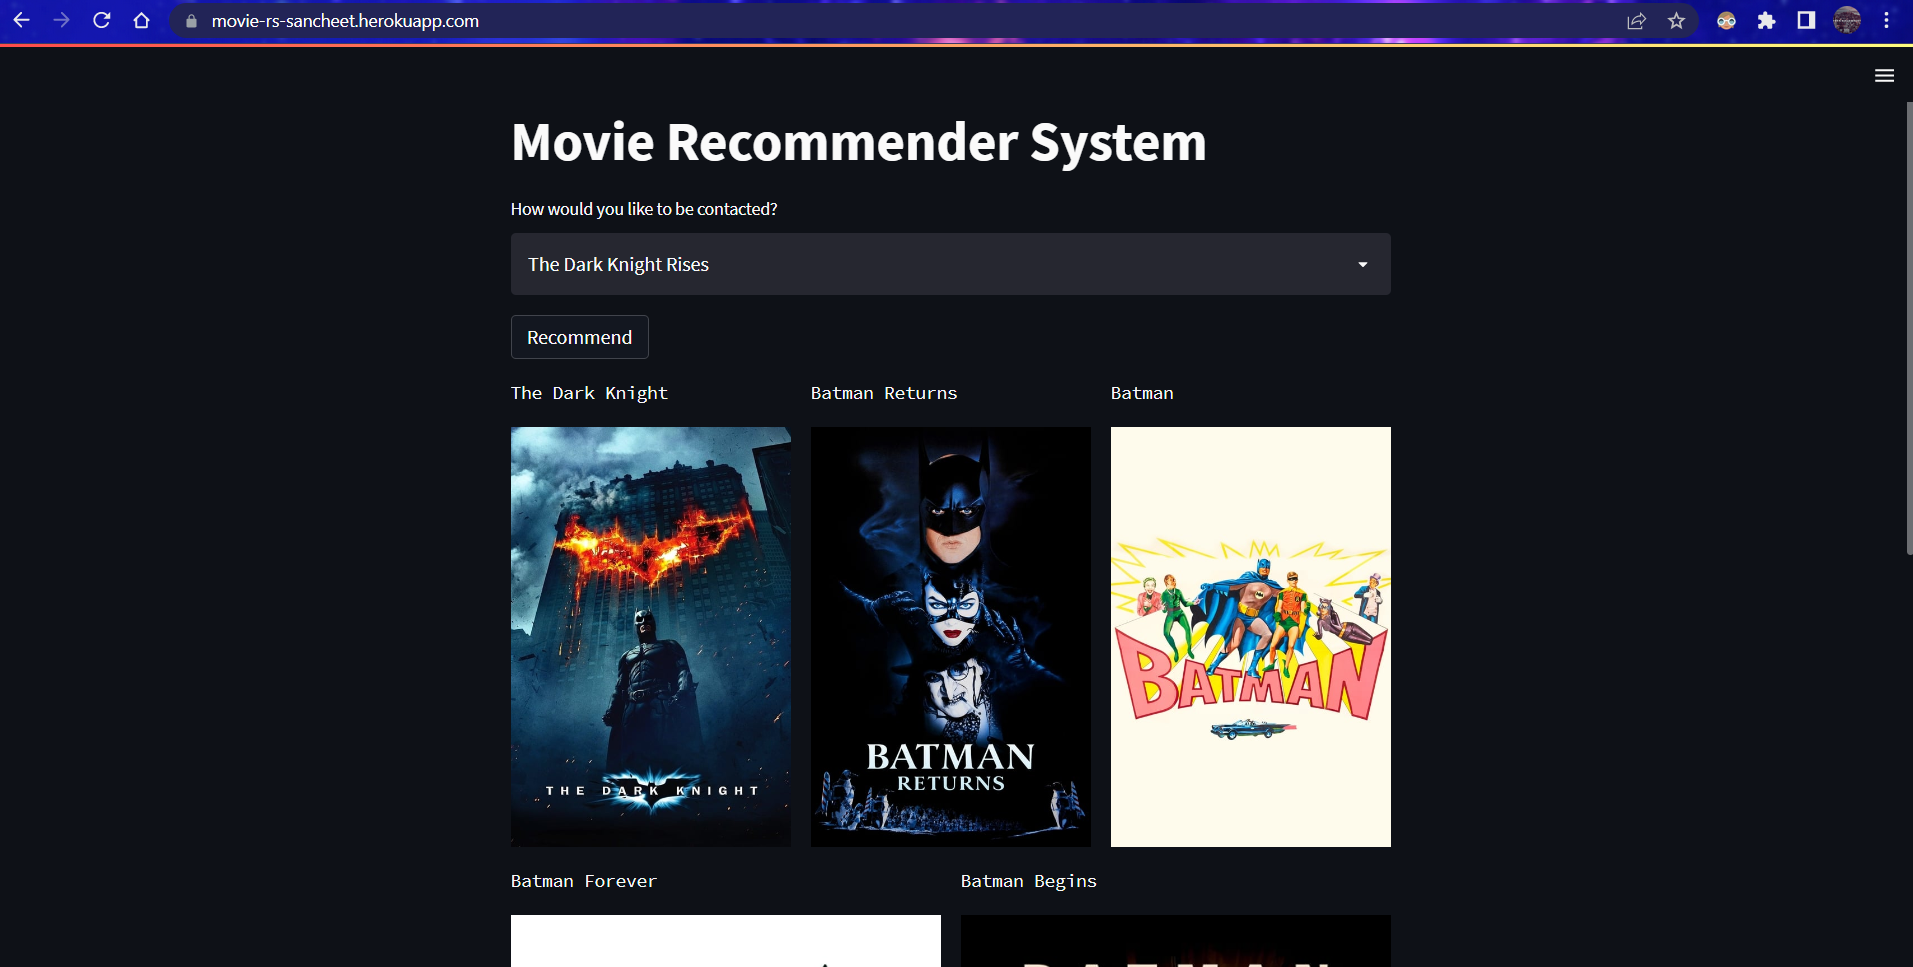 movie-rs-sancheet.herokuapp.com
Movie Recommender System
How would you like to be contacted?
The Dark Knight Rises
Recommend
The Dark Knight
Batman Returns
Batman
THE DARK KNIGHT
BATMAN
RETURNS
BATMAN
Batman Forever
Batman Begins